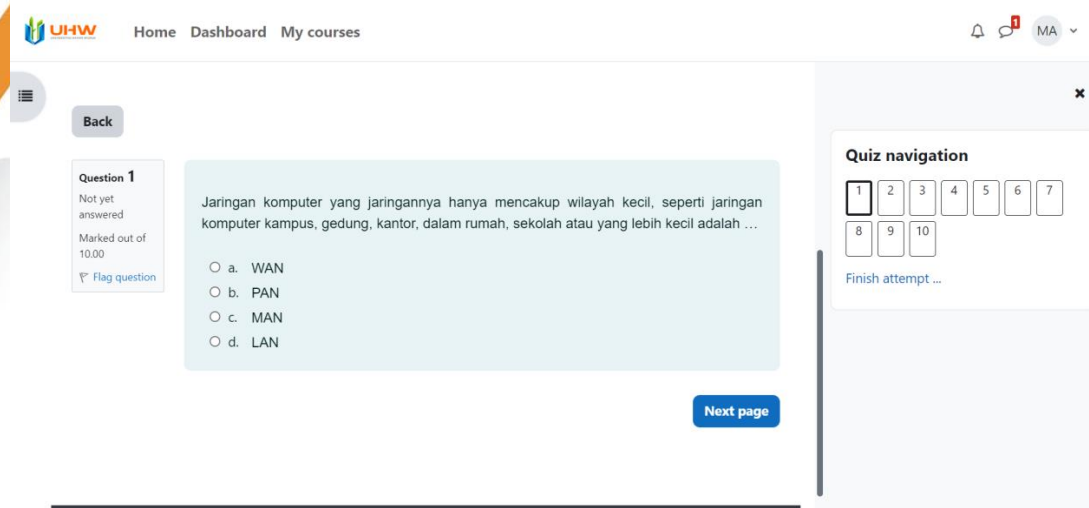 UHW
Home Dashboard My courses
1
MA
Back
Question 1
Not yet
answered
Marked out of
10.00
Flag question
Jaringan komputer yang jaringannya hanya mencakup wilayah kecil, seperti jaringan
komputer kampus, gedung, kantor, dalam rumah, sekolah atau yang lebih kecil adalah …
a. WAN
b. PAN
c. MAN
d. LAN
Next page
Quiz navigation
1 2 3 4 5 6 7
8 9 10
Finish attempt ...